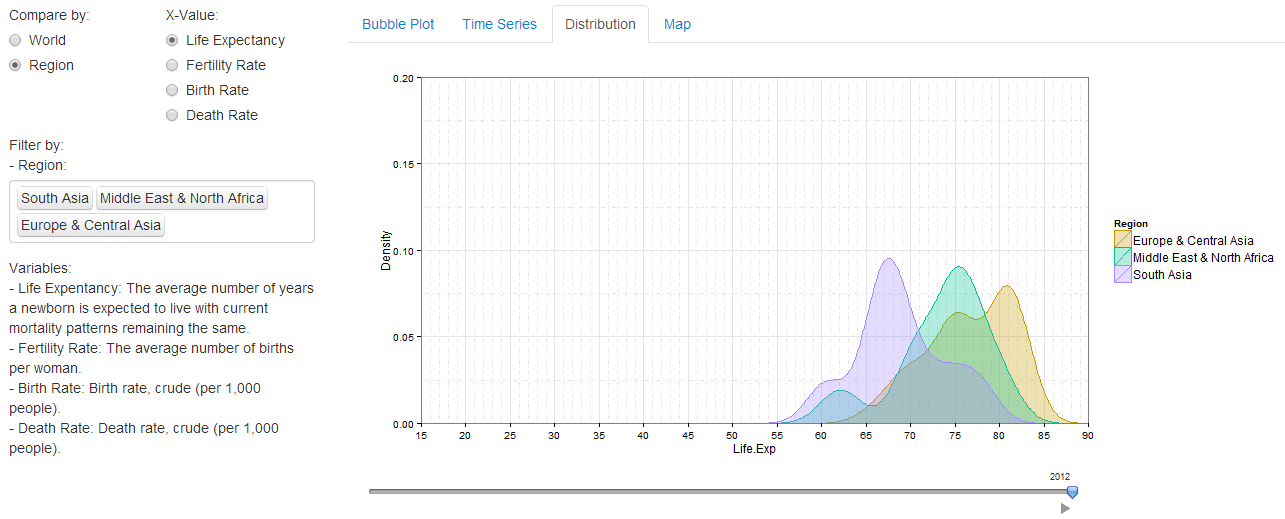 Compare by:
World
Region
X-Value:
Life Expectancy
Fertility Rate
Birth Rate
Death Rate
Filter by:
- Region:
South Asia Middle East & North Africa
Europe & Central Asia
Variables:
- Life Expentancy: The average number of years
a newborn is expected to live with current
mortality patterns remaining the same.
- Fertility Rate: The average number of births
per woman.
- Birth Rate: Birth rate, crude (per 1,000
people).
- Death Rate: Death rate, crude (per 1,000
people).
Bubble Plot Time Series Distribution Map
0.20
0.15
0.10
0.05
0.00
Density
15 20 25 30 35 40 45 50 55 60 65 70 75 80 85 90
Life.Exp
Region
Europe & Central Asia
Middle East & North Africa
South Asia
2012